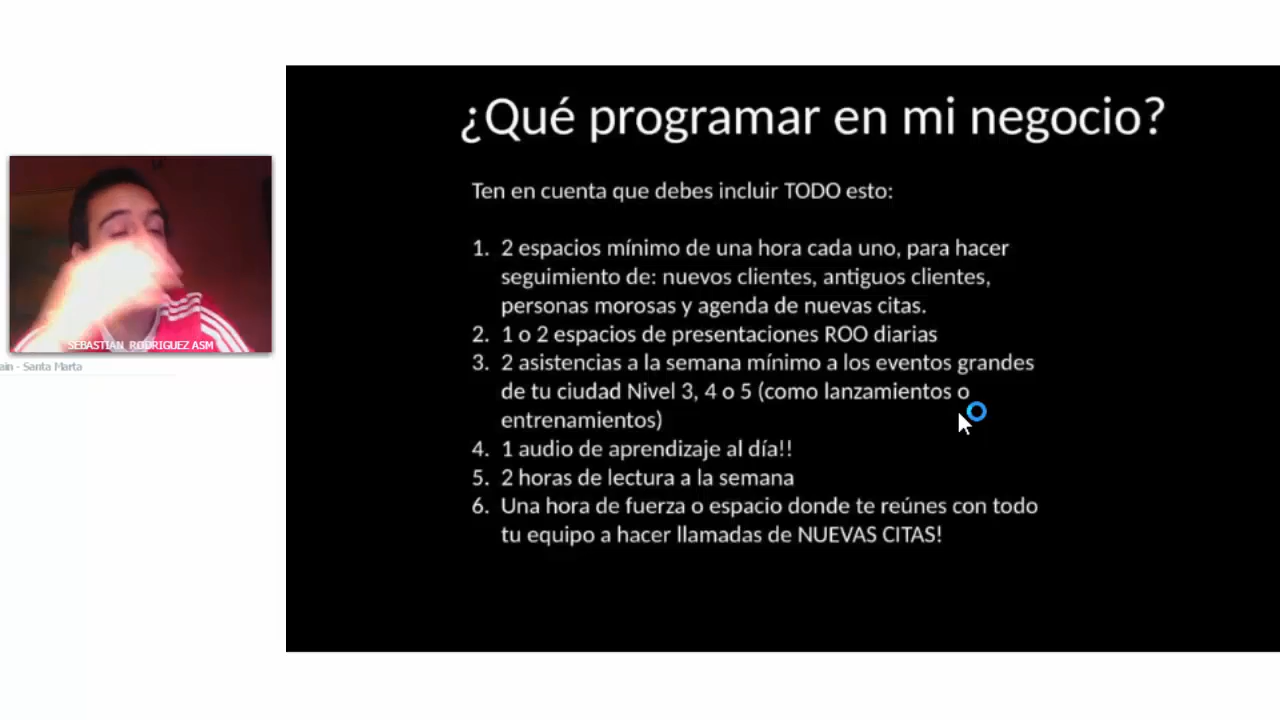 ¿Qué programar en mi negocio?
Ten en cuenta que debes incluir TODO esto:
1. 2 espacios mínimo de una hora cada uno, para hacer
seguimiento de: nuevos clientes, antiguos clientes,
personas morosas y agenda de nuevas citas.
2. 1 o 2 espacios de presentaciones ROO diarias
3. 2 asistencias a la semana mínimo a los eventos grandes
de tu ciudad Nivel 3, 4 o 5 (como lanzamientos o
entrenamientos)
4. 1 audio de aprendizaje al día!!
5. 2 horas de lectura a la semana
6. Una hora de fuerza o espacio donde te reúnes con todo
tu equipo a hacer llamadas de NUEVAS CITAS!
SEBASTIAN RODRIGUEZ ASM
- Santa Marta